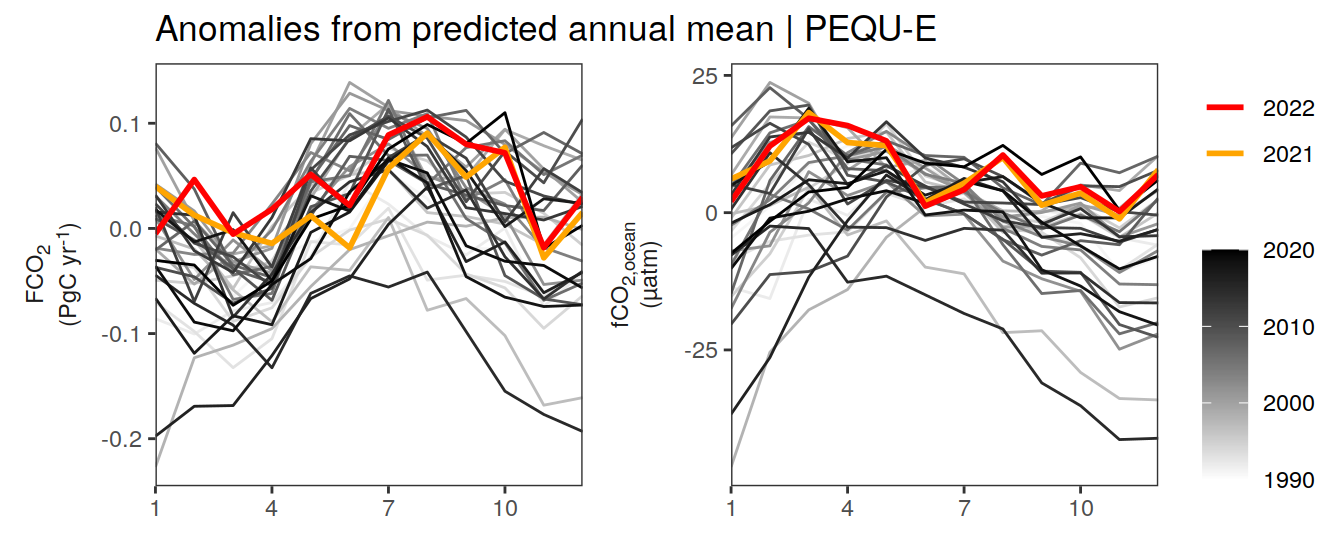 Anomalies from predicted annual mean | PEQU-E
FCO₂
(PgC yr⁻¹)
0.1
0.0
-0.1
-0.2
1 4 7 10
fCO₂,ocean
(µatm)
25
0
-25
1 4 7 10
2022
2021
2020
2010
2000
1990